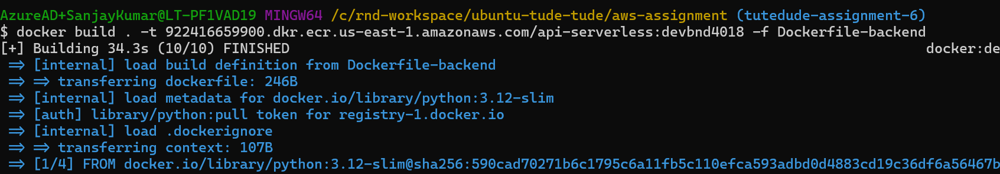 AzureAD+SanjayKumar@LT-PF1VAD19 MINGW64 /c/rnd-workspace/ubuntu-tude-tude/aws-assignment (tutedude-assignment-6)
$ docker build . -t 922416659900.dkr.ecr.us-east-1.amazonaws.com/api-serverless:devbnd4018 -f Dockerfile-backend
[+] Building 34.3s (10/10) FINISHED docker:de
=> [internal] load build definition from Dockerfile-backend
=> => transferring dockerfile: 246B
=> [internal] load metadata for docker.io/library/python:3.12-slim
=> [auth] library/python:pull token for registry-1.docker.io
=> [internal] load .dockerignore
=> => transferring context: 107B
=> [1/4] FROM docker.io/library/python:3.12-slim@sha256:590cad70271b6c1795c6a11fb5c110efca593adbd0d4883cd19c36df6a56467b